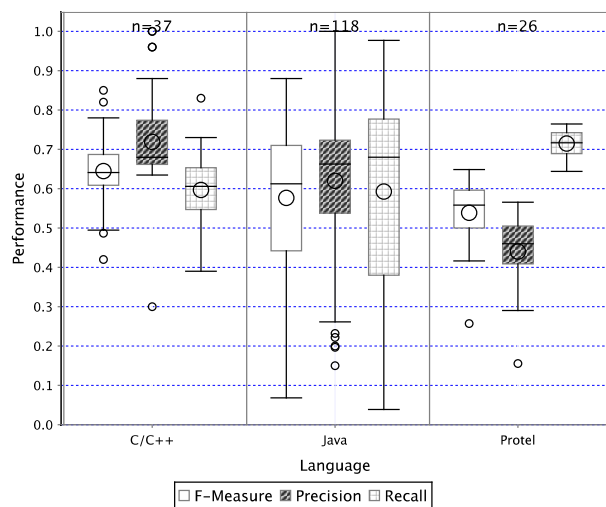 n=37 n=118 n=26
1.0
0.9
0.8
0.7
0.6
0.5
0.4
0.3
0.2
0.1
0.0
Performance
C/C++ Java Protel
Language
F-Measure Precision Recall